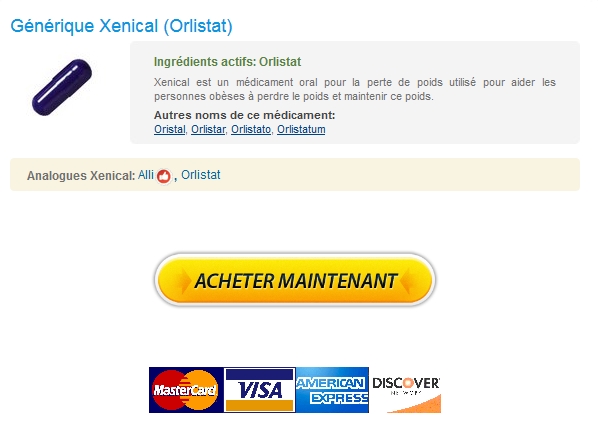 Générique Xenical (Orlistat)
Ingrédients actifs: Orlistat
Xenical est un médicament oral pour la perte de poids utilisé pour aider les
personnes obèses à perdre le poids et maintenir ce poids.
Autres noms de ce médicament:
Oristal, Orlistar, Orlistato, Orlistatum
Analogues Xenical: Alli , Orlistat
ACHETER MAINTENANT
MasterCard VISA AMERICAN EXPRESS DISCOVER NETWORK